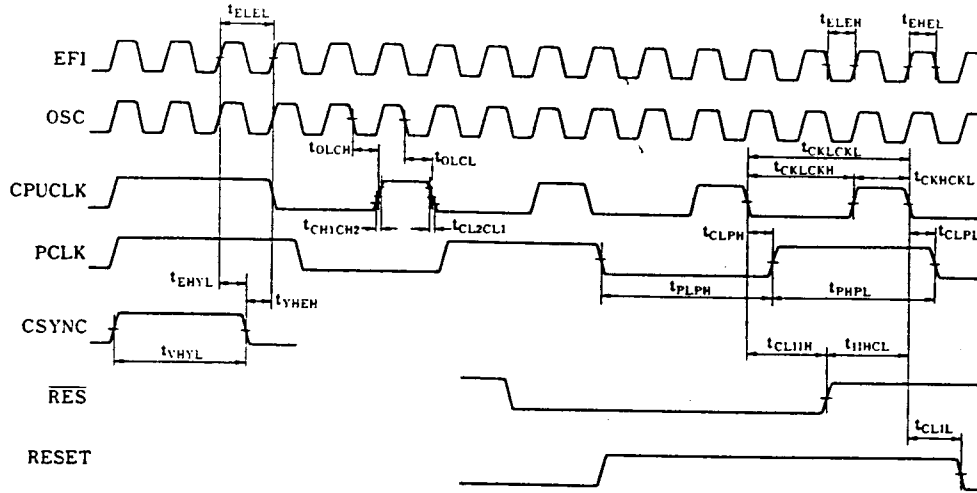 tELEL
tELEH
tEHEL
EFI
OSC
tOLCH
tOLCL
tCKLCKL
tCKLCKH
tCKHCKL
CPUCLK
tCH1CH2
tCL2CL1
tCLPH
tCLPL
PCLK
tEHYL
tYHEH
tPLPH
tPHPL
CSYNC
tYHYL
tCLIIH
tIIHCL
RES
tCLIL
RESET